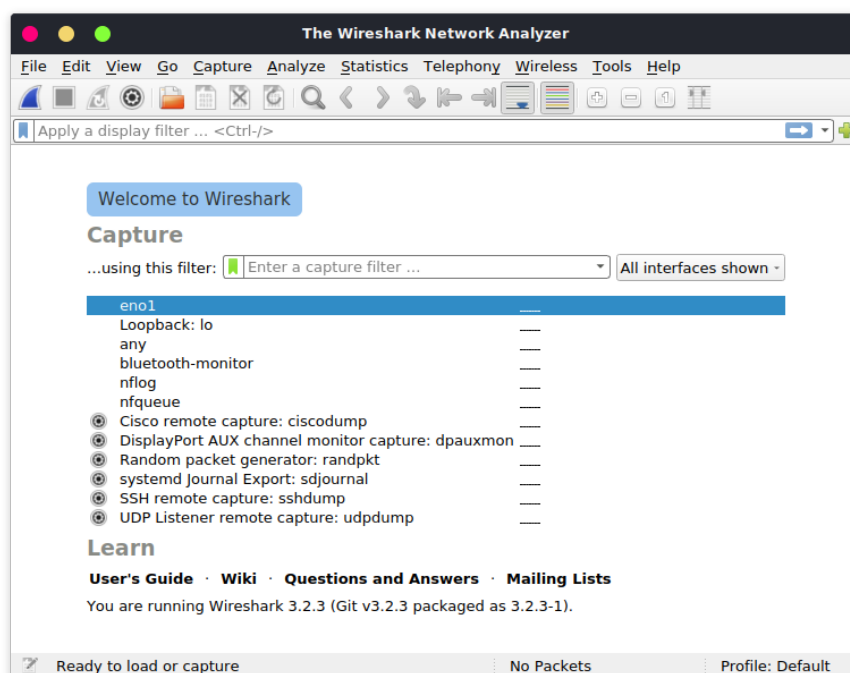 The Wireshark Network Analyzer
File Edit View Go Capture Analyze Statistics Telephony Wireless Tools Help
Apply a display filter ... <Ctrl-/>
Welcome to Wireshark
Capture
...using this filter: Enter a capture filter ... All interfaces shown
eno1
Loopback: lo
any
bluetooth-monitor
nflog
nfqueue
Cisco remote capture: ciscodump
DisplayPort AUX channel monitor capture: dpauxmon
Random packet generator: randpkt
systemd Journal Export: sdjournal
SSH remote capture: sshdump
UDP Listener remote capture: udpdump
Learn
User's Guide · Wiki · Questions and Answers · Mailing Lists
You are running Wireshark 3.2.3 (Git v3.2.3 packaged as 3.2.3-1).
Ready to load or capture No Packets Profile: Default